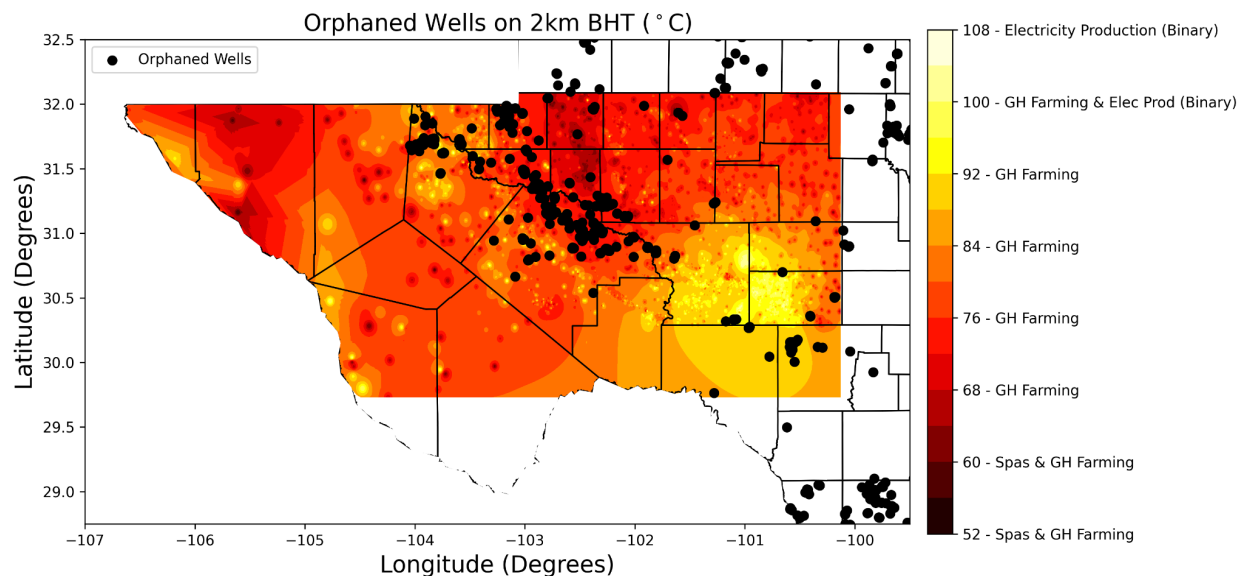 Orphaned Wells on 2km BHT (°C)
Orphaned Wells
Latitude (Degrees)
32.5
32.0
31.5
31.0
30.5
30.0
29.5
29.0
−107
−106
−105
−104
−103
−102
−101
−100
Longitude (Degrees)
108 - Electricity Production (Binary)
100 - GH Farming & Elec Prod (Binary)
92 - GH Farming
84 - GH Farming
76 - GH Farming
68 - GH Farming
60 - Spas & GH Farming
52 - Spas & GH Farming